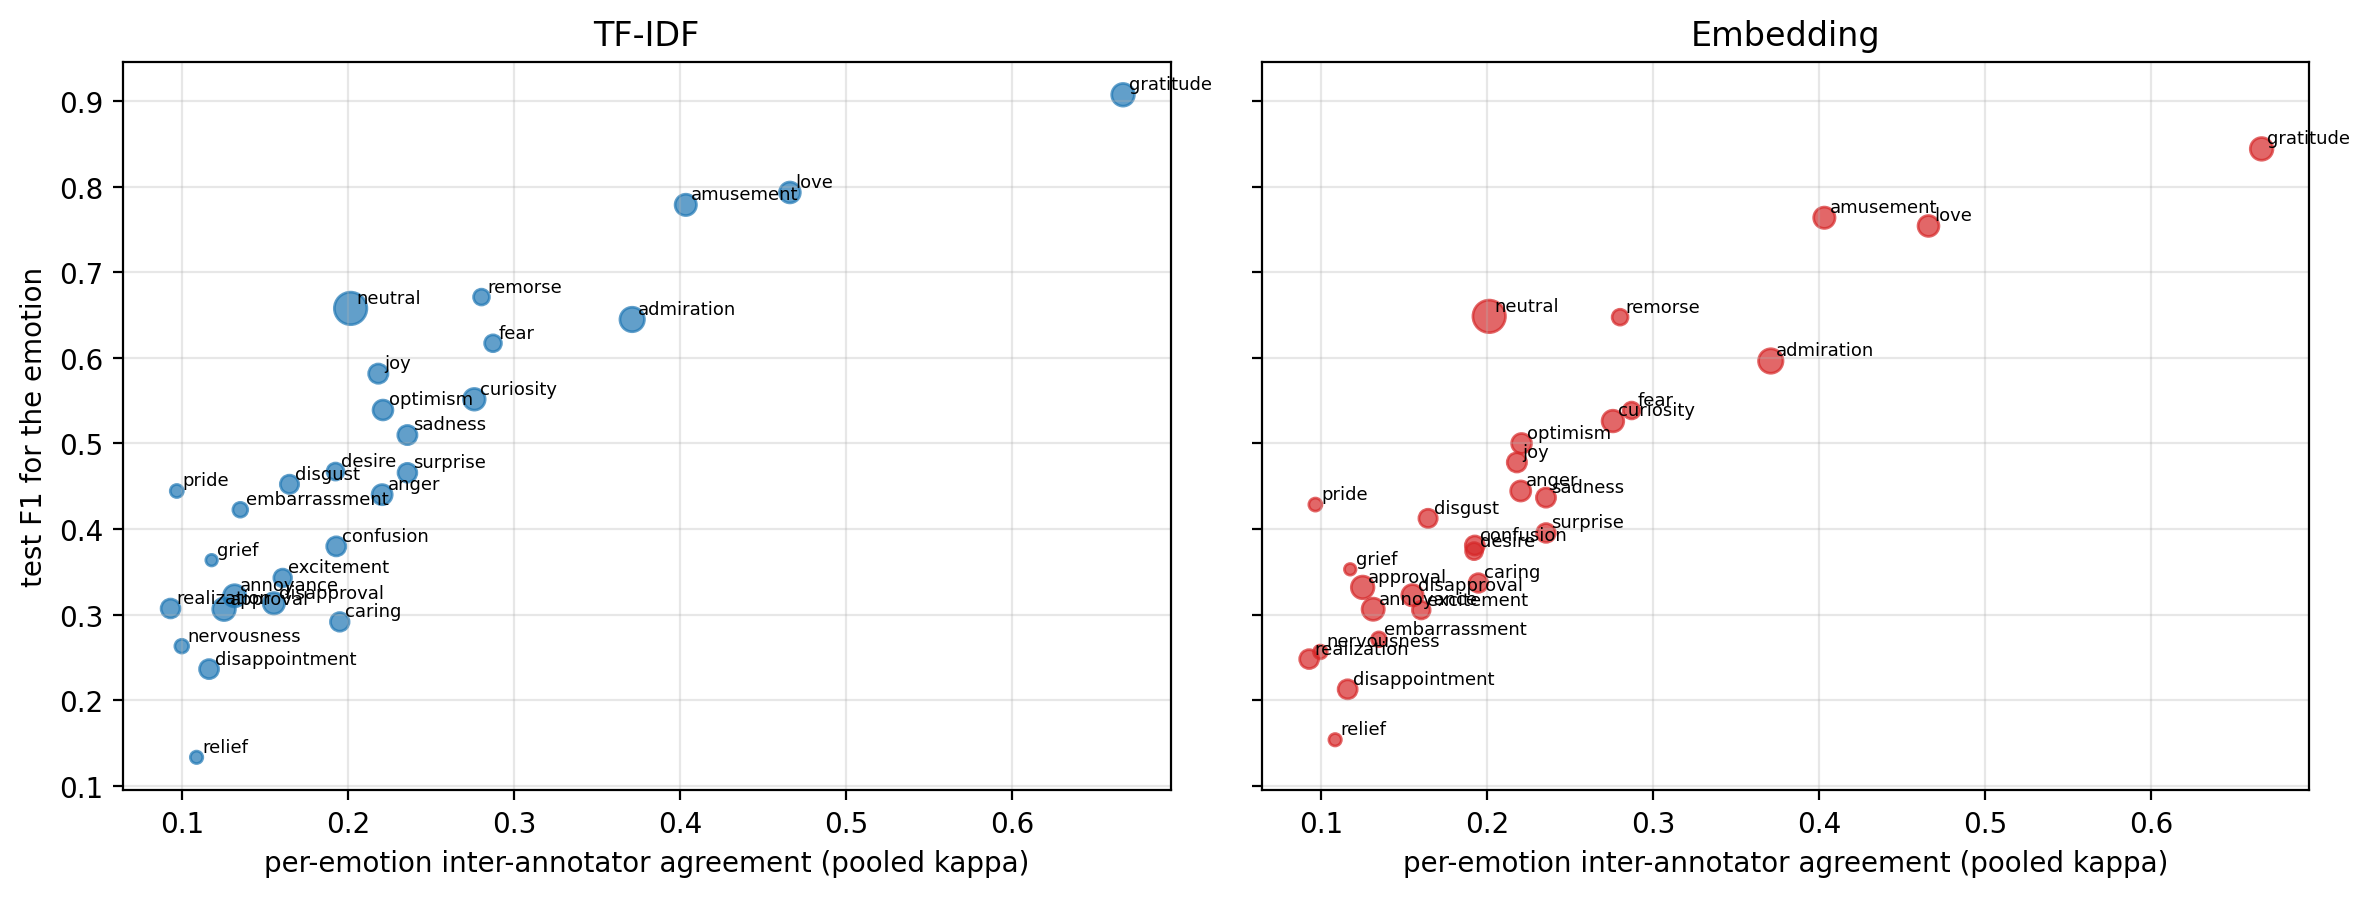 TF-IDF
test F1 for the emotion
0.9
0.8
0.7
0.6
0.5
0.4
0.3
0.2
0.1
gratitude
love
amusement
neutral
remorse
admiration
fear
joy
curiosity
optimism
sadness
desire
surprise
disgust
anger
pride
embarrassment
confusion
grief
excitement
annoyance
disapproval
realization
approval
caring
nervousness
disappointment
relief
0.1 0.2 0.3 0.4 0.5 0.6
per-emotion inter-annotator agreement (pooled kappa)
Embedding
gratitude
amusement
love
neutral
remorse
admiration
fear
curiosity
optimism
joy
anger
sadness
pride
disgust
surprise
confusion
desire
grief
caring
approval
disapproval
annoyance
excitement
embarrassment
nervousness
realization
disappointment
relief
0.1 0.2 0.3 0.4 0.5 0.6
per-emotion inter-annotator agreement (pooled kappa)